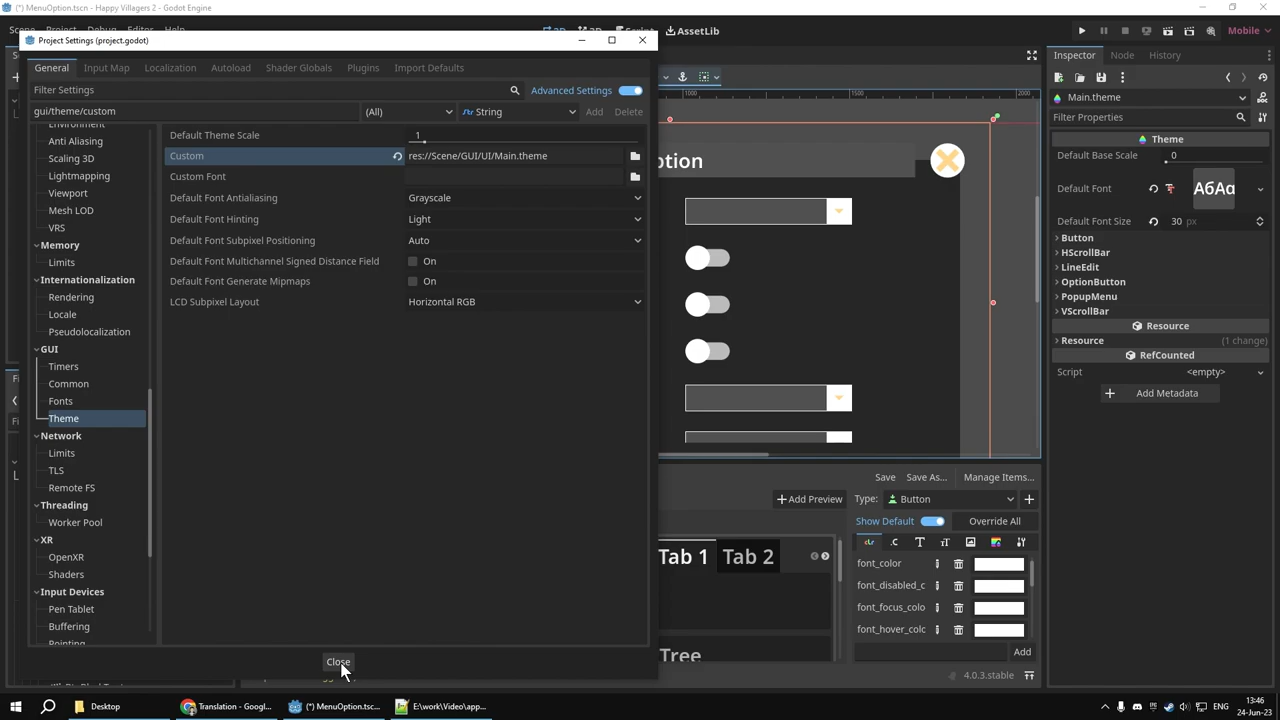 (*) MenuOption.tscn - Happy Villagers 2 - Godot Engine
Scene Project Debug Editor Help
AssetLib
Mobile
Project Settings (project.godot)
General Input Map Localization Autoload Shader Globals Plugins Import Defaults
Filter Settings
Advanced Settings
gui/theme/custom
(All)
String
Add
Delete
Environment
Anti Aliasing
Scaling 3D
Lightmapping
Viewport
Mesh LOD
VRS
Memory
Limits
Internationalization
Rendering
Locale
Pseudolocalization
GUI
Timers
Common
Fonts
Theme
Network
Limits
TLS
Remote FS
Threading
Worker Pool
XR
OpenXR
Shaders
Input Devices
Pen Tablet
Buffering
Pointing
Default Theme Scale
1
Custom
res://Scene/GUI/UI/Main.theme
Custom Font
Default Font Antialiasing
Grayscale
Default Font Hinting
Light
Default Font Subpixel Positioning
Auto
Default Font Multichannel Signed Distance Field
On
Default Font Generate Mipmaps
On
LCD Subpixel Layout
Horizontal RGB
Close
1000
1500
2000
ption
Save
Save As...
Manage Items...
Add Preview
Type:
Button
Show Default
Override All
Tab 1
Tab 2
Tree
font_color
font_disabled_c
font_focus_colo
font_hover_colc
Add
4.0.3.stable
Inspector Node History
Main.theme
Filter Properties
Theme
Default Base Scale
0
Default Font
АбАа
Default Font Size
30 px
Button
HScrollBar
LineEdit
OptionButton
PopupMenu
VScrollBar
Resource
Resource
(1 change)
RefCounted
Script
<empty>
Add Metadata
Desktop
Translation - Googl...
(*) MenuOption.tsc...
E:\work\Video\app...
ENG
13:46
24-Jun-23